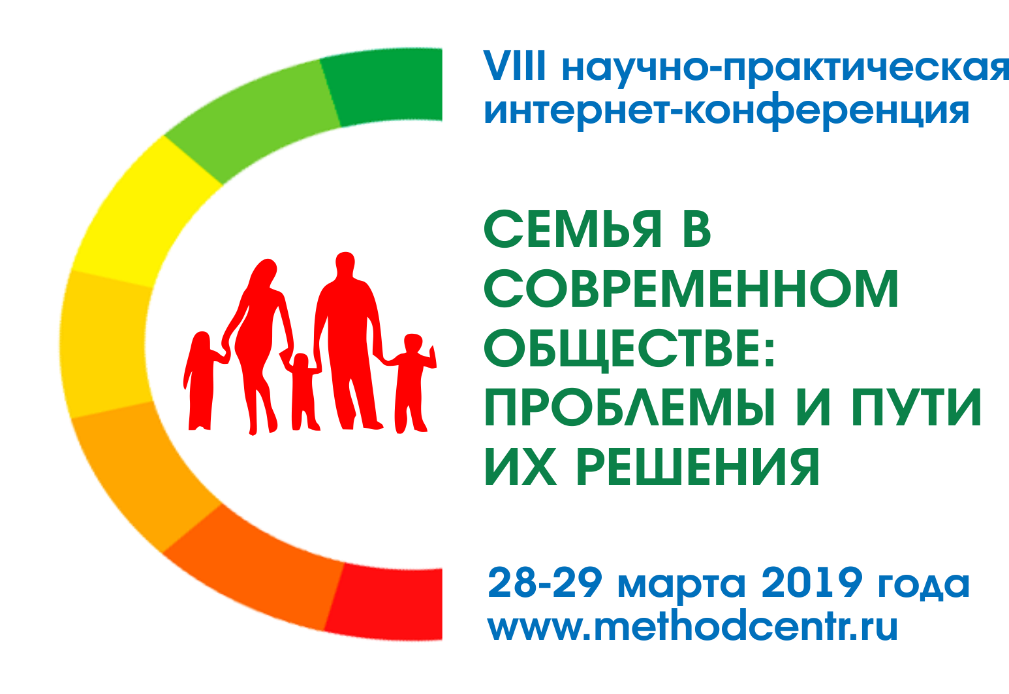 VIII научно-практическая
интернет-конференция
СЕМЬЯ В
СОВРЕМЕННОМ
ОБЩЕСТВЕ:
ПРОБЛЕМЫ И ПУТИ
ИХ РЕШЕНИЯ
28-29 марта 2019 года
www.methodcentr.ru